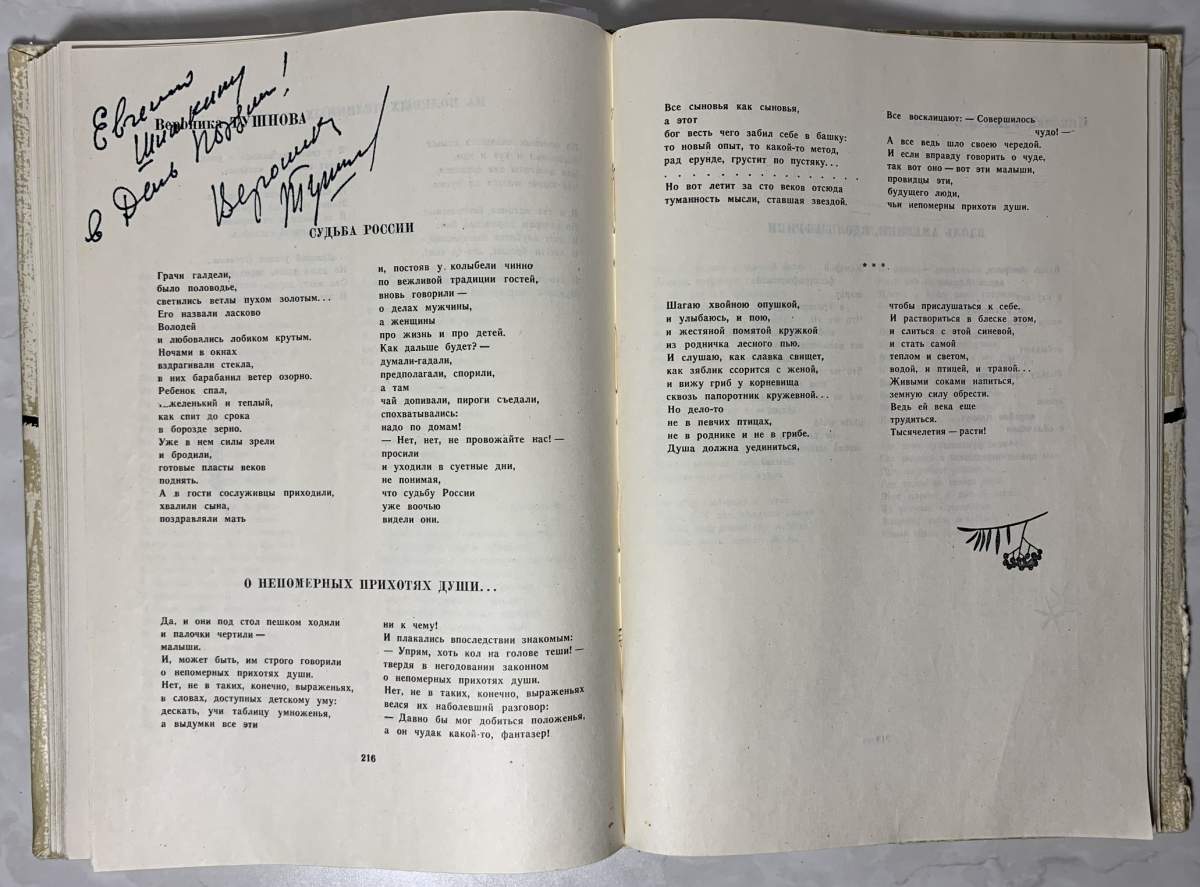 Евгению
Шишкину
в День Поэзии!
Вероника
Тушнова
Вероника ТУШНОВА
СУДЬБА РОССИИ
Грачи галдели,
было половодье,
светились ветлы пухом золотым...
Его назвали ласково
Володей
и любовались лобиком крутым.
Ночами в окнах
вздрагивали стекла,
в них барабанил ветер озорно.
Ребенок спал,
желенький и теплый,
как спит до срока
в борозде зерно.
Уже в нем силы зрели
и бродили,
готовые пласты веков
поднять.
А в гости сослуживцы приходили,
хвалили сына,
поздравляли мать
и, постояв у колыбели чинно
по вежливой традиции гостей,
вновь говорили —
о делах мужчины,
а женщины
про жизнь и про детей.
Как дальше будет? —
думали-гадали,
предполагали, спорили,
а там
чай допивали, пироги съедали,
спохватывались:
надо по домам!
— Нет, нет, не провожайте нас! —
просили
и уходили в суетные дни,
не понимая,
что судьбу России
уже воочью
видели они.
О НЕПОМЕРНЫХ ПРИХОТЯХ ДУШИ...
Да, и они под стол пешком ходили
и палочки чертили —
малыши.
И, может быть, им строго говорили
о непомерных прихотях души.
Нет, не в таких, конечно, выраженьях,
в словах, доступных детскому уму:
дескать, учи таблицу умноженья,
а выдумки все эти
ни к чему!
И плакались впоследствии знакомым:
— Упрям, хоть кол на голове теши! —
твердя в негодовании законном
о непомерных прихотях души.
Нет, не в таких, конечно, выраженьях
велся их наболевший разговор:
— Давно бы мог добиться положенья,
а он чудак какой-то, фантазер!
216
Все сыновья как сыновья,
а этот
бог весть чего забил себе в башку:
то новый опыт, то какой-то метод,
рад ерунде, грустит по пустяку...
. . . . . . . . . . . . . . .
Но вот летит за сто веков отсюда
туманность мысли, ставшая звездой.
Все восклицают: — Совершилось
чудо! —
А все ведь шло своею чередой.
И если вправду говорить о чуде,
так вот оно — вот эти малыши,
провидцы эти,
будущего люди,
чьи непомерны прихоти души.
* * *
Шагаю хвойною опушкой,
и улыбаюсь, и пою,
и жестяной помятой кружкой
из родничка лесного пью.
И слушаю, как славка свищет,
как зяблик ссорится с женой,
и вижу гриб у корневища
сквозь папоротник кружевной...
Но дело-то
не в певчих птицах,
не в роднике и не в грибе.
Душа должна уединиться,
чтобы прислушаться к себе.
И раствориться в блеске этом,
и слиться с этой синевой,
и стать самой
теплом и светом,
водой, и птицей, и травой...
Живыми соками напиться,
земную силу обрести.
Ведь ей века еще
трудиться.
Тысячелетия — расти!